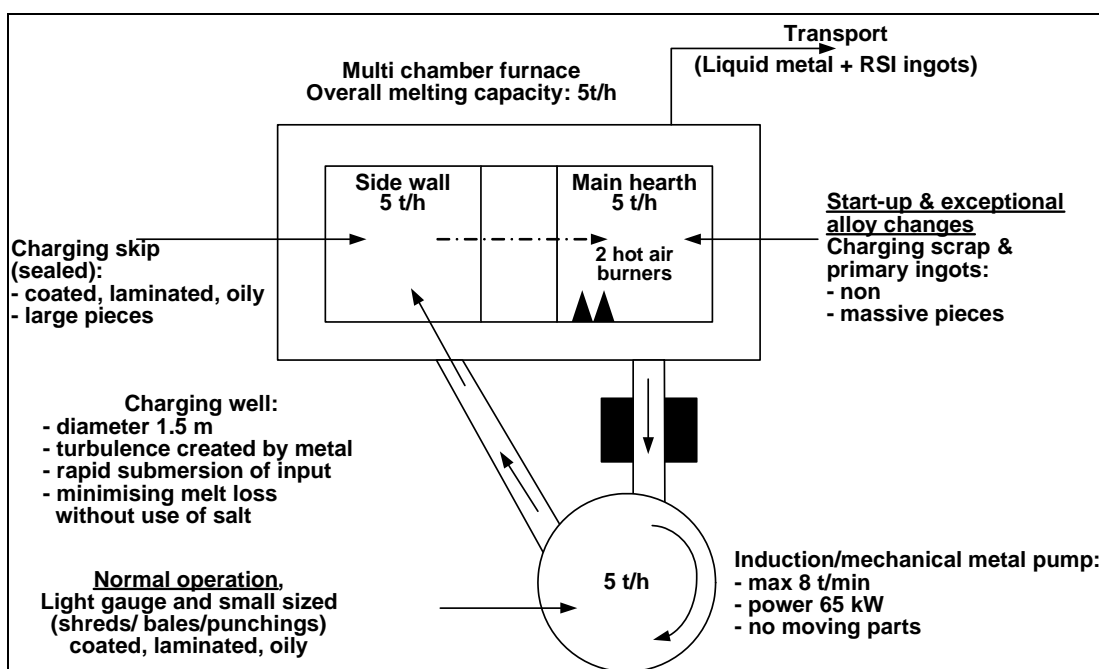 Transport
(Liquid metal + RSI ingots)
Multi chamber furnace
Overall melting capacity: 5t/h
Side wall
5 t/h
Main hearth
5 t/h
2 hot air
burners
Charging skip
(sealed):
- coated, laminated, oily
- large pieces
Start-up & exceptional
alloy changes
Charging scrap &
primary ingots:
- non
- massive pieces
Charging well:
- diameter 1.5 m
- turbulence created by metal
- rapid submersion of input
- minimising melt loss
without use of salt
Normal operation,
Light gauge and small sized
(shreds/ bales/punchings)
coated, laminated, oily
5 t/h
Induction/mechanical metal pump:
- max 8 t/min
- power 65 kW
- no moving parts